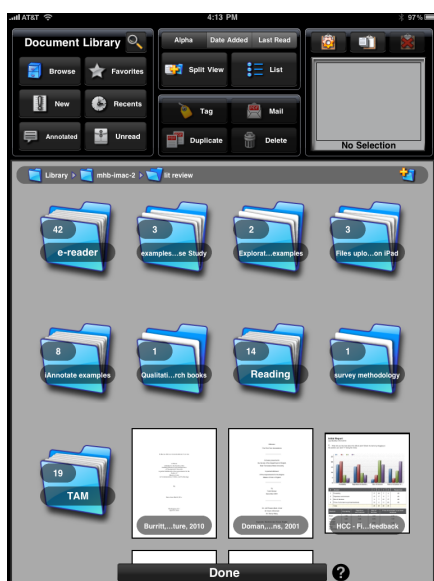 AT&T
4:13 PM
97%
Document Library
Alpha
Date Added
Last Read
Browse
Favorites
Split View
List
New
Recents
Tag
Mail
Annotated
Unread
Duplicate
Delete
No Selection
Library
mhb-imac-2
lit review
42
e-reader
3
examples...se Study
2
Explorat...examples
3
Files uplo...on iPad
8
iAnnotate examples
1
Qualitati...rch books
14
Reading
1
survey methodology
19
TAM
Burritt,...ture, 2010
Doman,...ns, 2001
HCC - Fi...feedback
Done
?